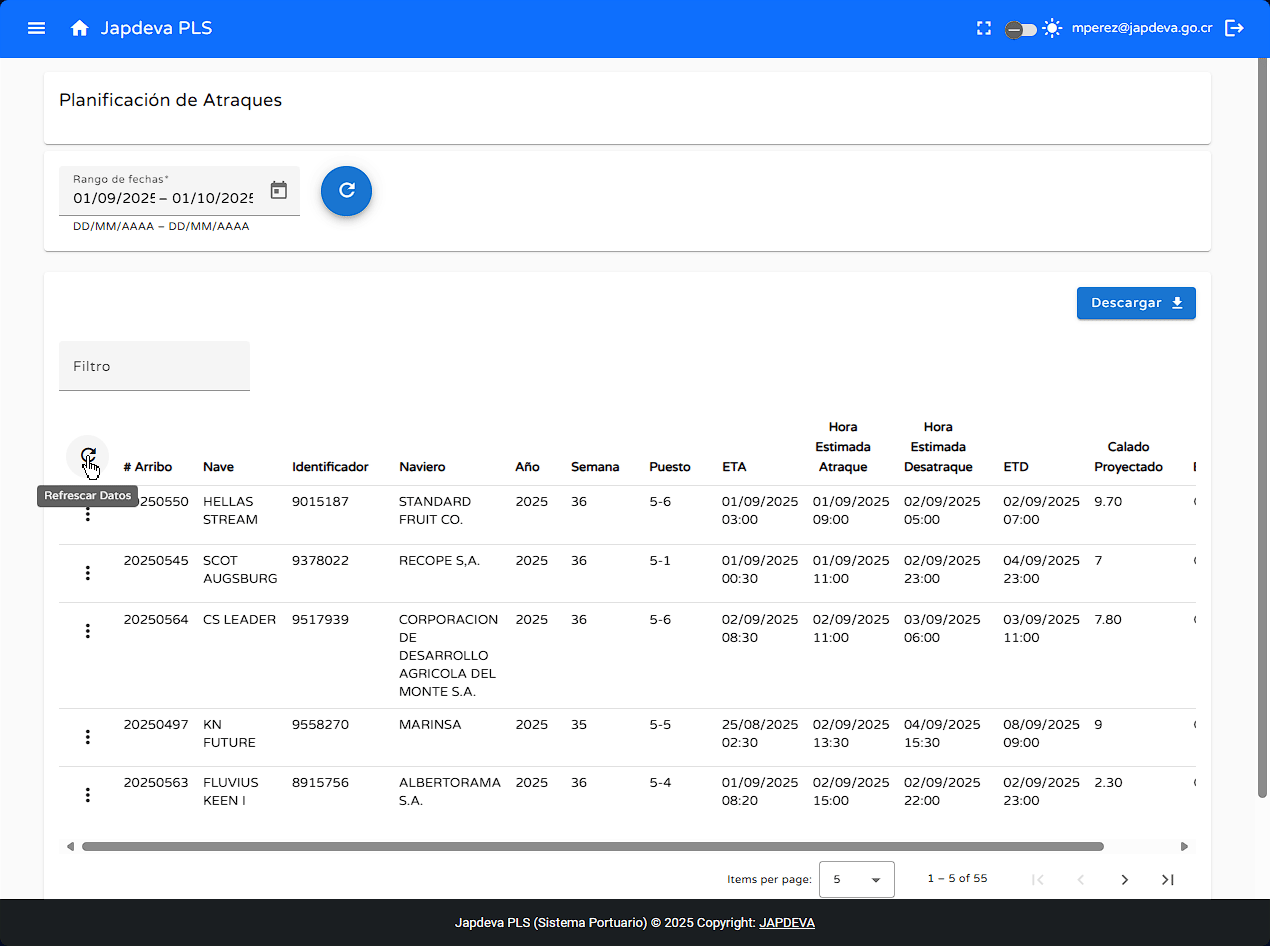 Japdeva PLS
mperez@japdeva.go.cr
Planificación de Atraques
Rango de fechas*
01/09/2025 – 01/10/2025
DD/MM/AAAA – DD/MM/AAAA
Descargar
Filtro
# Arribo Nave Identificador Naviero Año Semana Puesto ETA Hora Estimada Atraque Hora Estimada Desatraque ETD Calado Proyectado
Refrescar Datos
20250550 HELLAS STREAM 9015187 STANDARD FRUIT CO. 2025 36 5-6 01/09/2025 03:00 01/09/2025 09:00 02/09/2025 05:00 02/09/2025 07:00 9.70
20250545 SCOT AUGSBURG 9378022 RECOPE S,A. 2025 36 5-1 01/09/2025 00:30 01/09/2025 11:00 02/09/2025 23:00 04/09/2025 23:00 7
20250564 CS LEADER 9517939 CORPORACION DE DESARROLLO AGRICOLA DEL MONTE S.A. 2025 36 5-6 02/09/2025 08:30 02/09/2025 11:00 03/09/2025 06:00 03/09/2025 11:00 7.80
20250497 KN FUTURE 9558270 MARINSA 2025 35 5-5 25/08/2025 02:30 02/09/2025 13:30 04/09/2025 15:30 08/09/2025 09:00 9
20250563 FLUVIUS KEEN I 8915756 ALBERTORAMA S.A. 2025 36 5-4 01/09/2025 08:20 02/09/2025 15:00 02/09/2025 22:00 02/09/2025 23:00 2.30
Items per page: 5 1 – 5 of 55
Japdeva PLS (Sistema Portuario) © 2025 Copyright: JAPDEVA